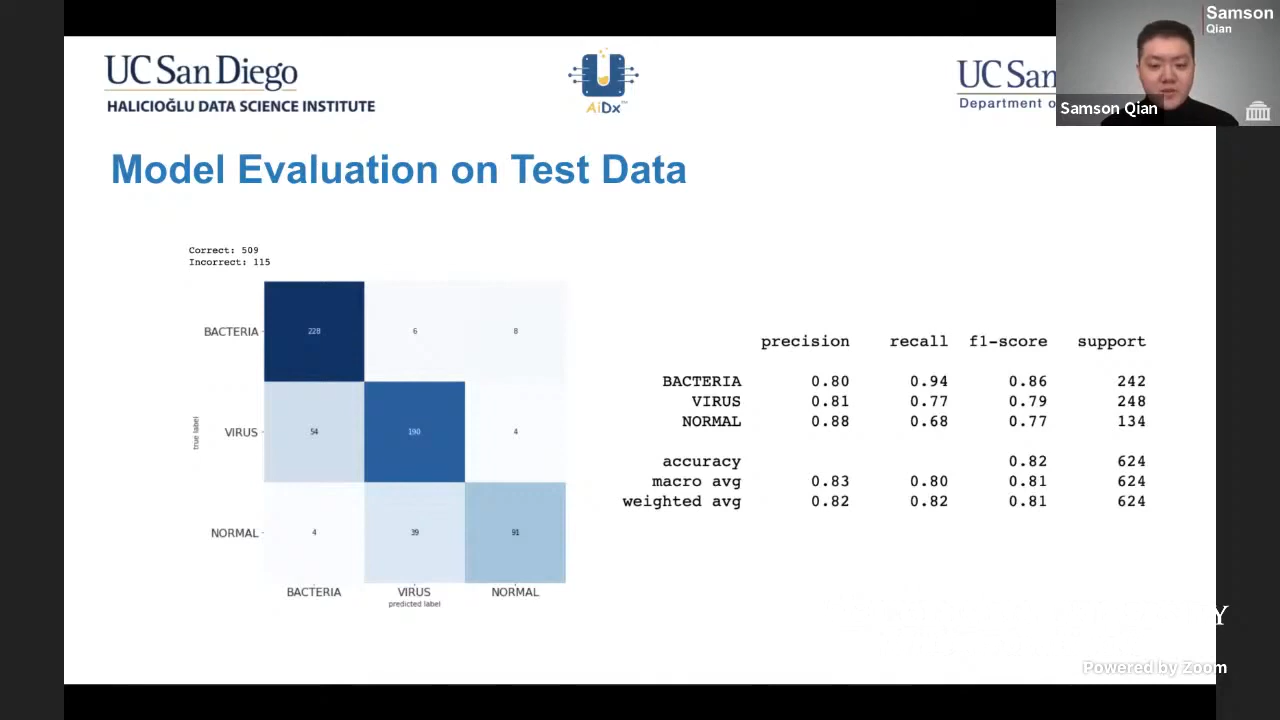 UC San Diego
HALICIOĞLU DATA SCIENCE INSTITUTE
AiDx™
UC San
Department o
Samson
Qian
Samson Qian
Model Evaluation on Test Data
Correct: 509
Incorrect: 115
BACTERIA 228 6 8
VIRUS 54 190 4
NORMAL 4 39 91
true label
BACTERIA VIRUS NORMAL
predicted label
precision recall f1-score support
BACTERIA 0.80 0.94 0.86 242
VIRUS 0.81 0.77 0.79 248
NORMAL 0.88 0.68 0.77 134
accuracy 0.82 624
macro avg 0.83 0.80 0.81 624
weighted avg 0.82 0.82 0.81 624
Y
Powered by Zoom